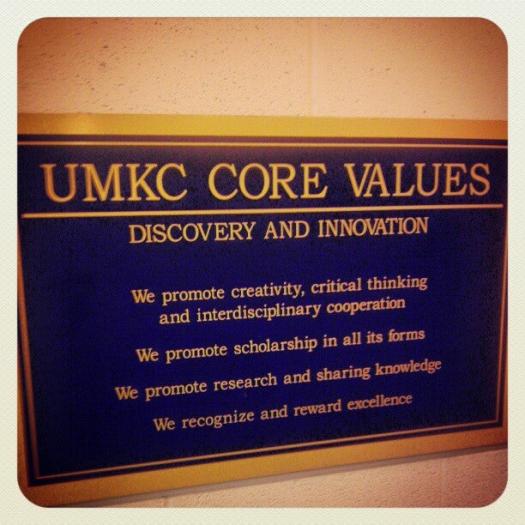 UMKC CORE VALUES
DISCOVERY AND INNOVATION
We promote creativity, critical thinking
and interdisciplinary cooperation
We promote scholarship in all its forms
We promote research and sharing knowledge
We recognize and reward excellence